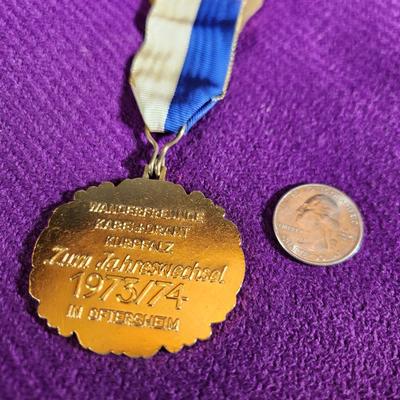 WANDERFREUNDE
KURPFALZ
Zum Jahreswechsel
1973/74
IN OFTERSHEIM